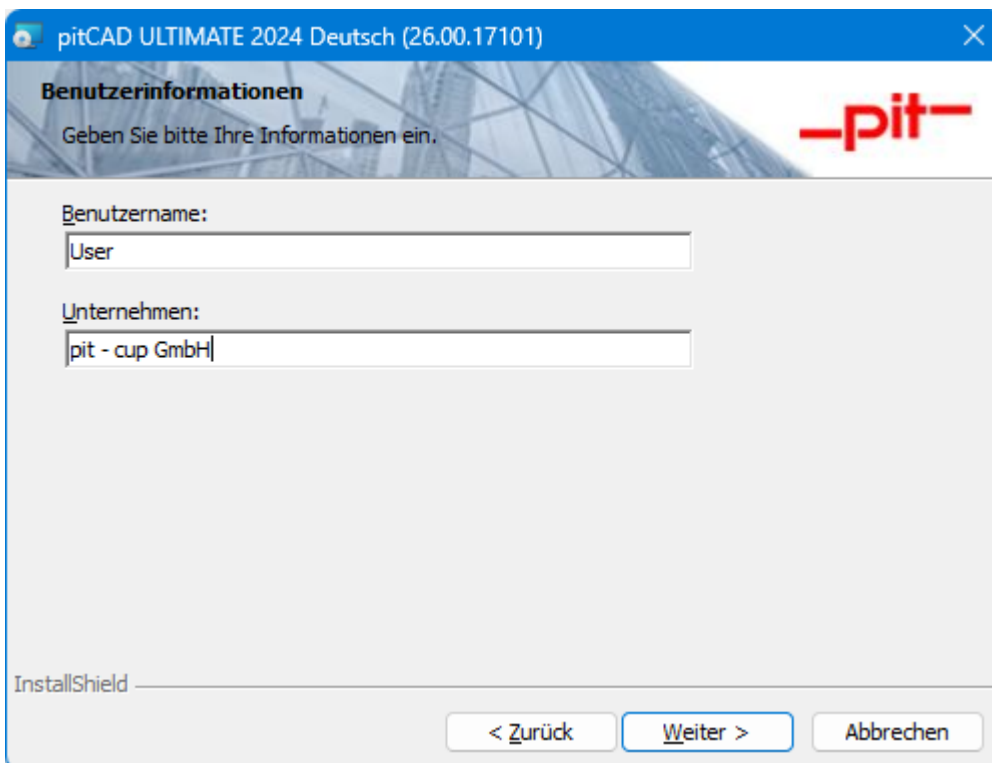 pitCAD ULTIMATE 2024 Deutsch (26.00.17101)
Benutzerinformationen
Geben Sie bitte Ihre Informationen ein.
_pit‾
Benutzername:
User
Unternehmen:
pit - cup GmbH
InstallShield
< Zurück Weiter > Abbrechen